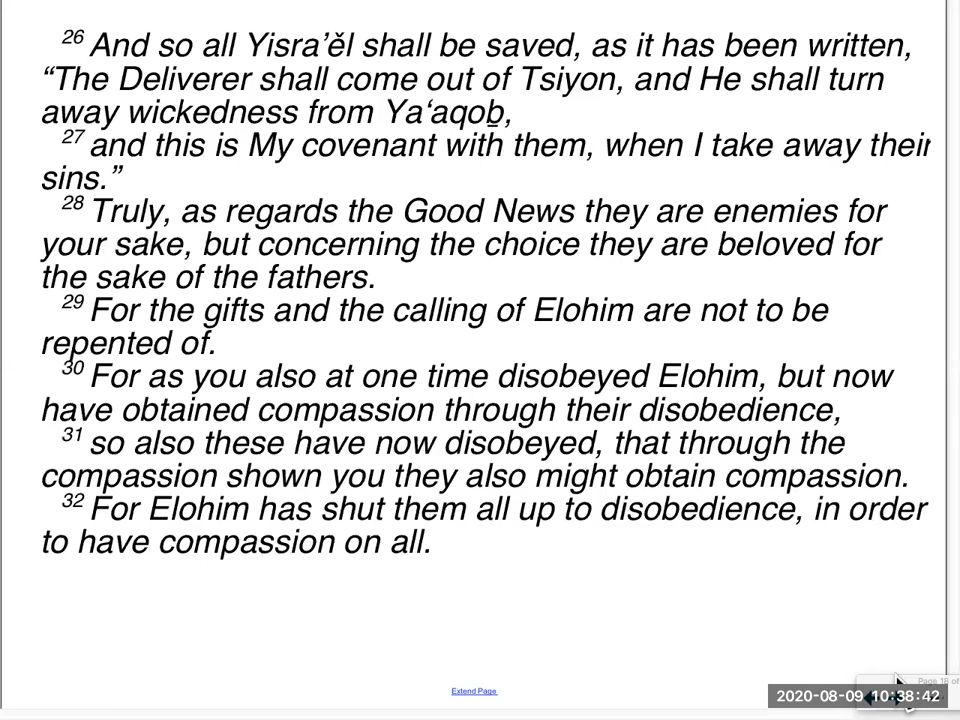 26 And so all Yisra’ěl shall be saved, as it has been written,
“The Deliverer shall come out of Tsiyon, and He shall turn
away wickedness from Ya‘aqoḇ,
27 and this is My covenant with them, when I take away their
sins.”
28 Truly, as regards the Good News they are enemies for
your sake, but concerning the choice they are beloved for
the sake of the fathers.
29 For the gifts and the calling of Elohim are not to be
repented of.
30 For as you also at one time disobeyed Elohim, but now
have obtained compassion through their disobedience,
31 so also these have now disobeyed, that through the
compassion shown you they also might obtain compassion.
32 For Elohim has shut them all up to disobedience, in order
to have compassion on all.
Page 18 of
Extend Page
2020-08-09 10:38:42